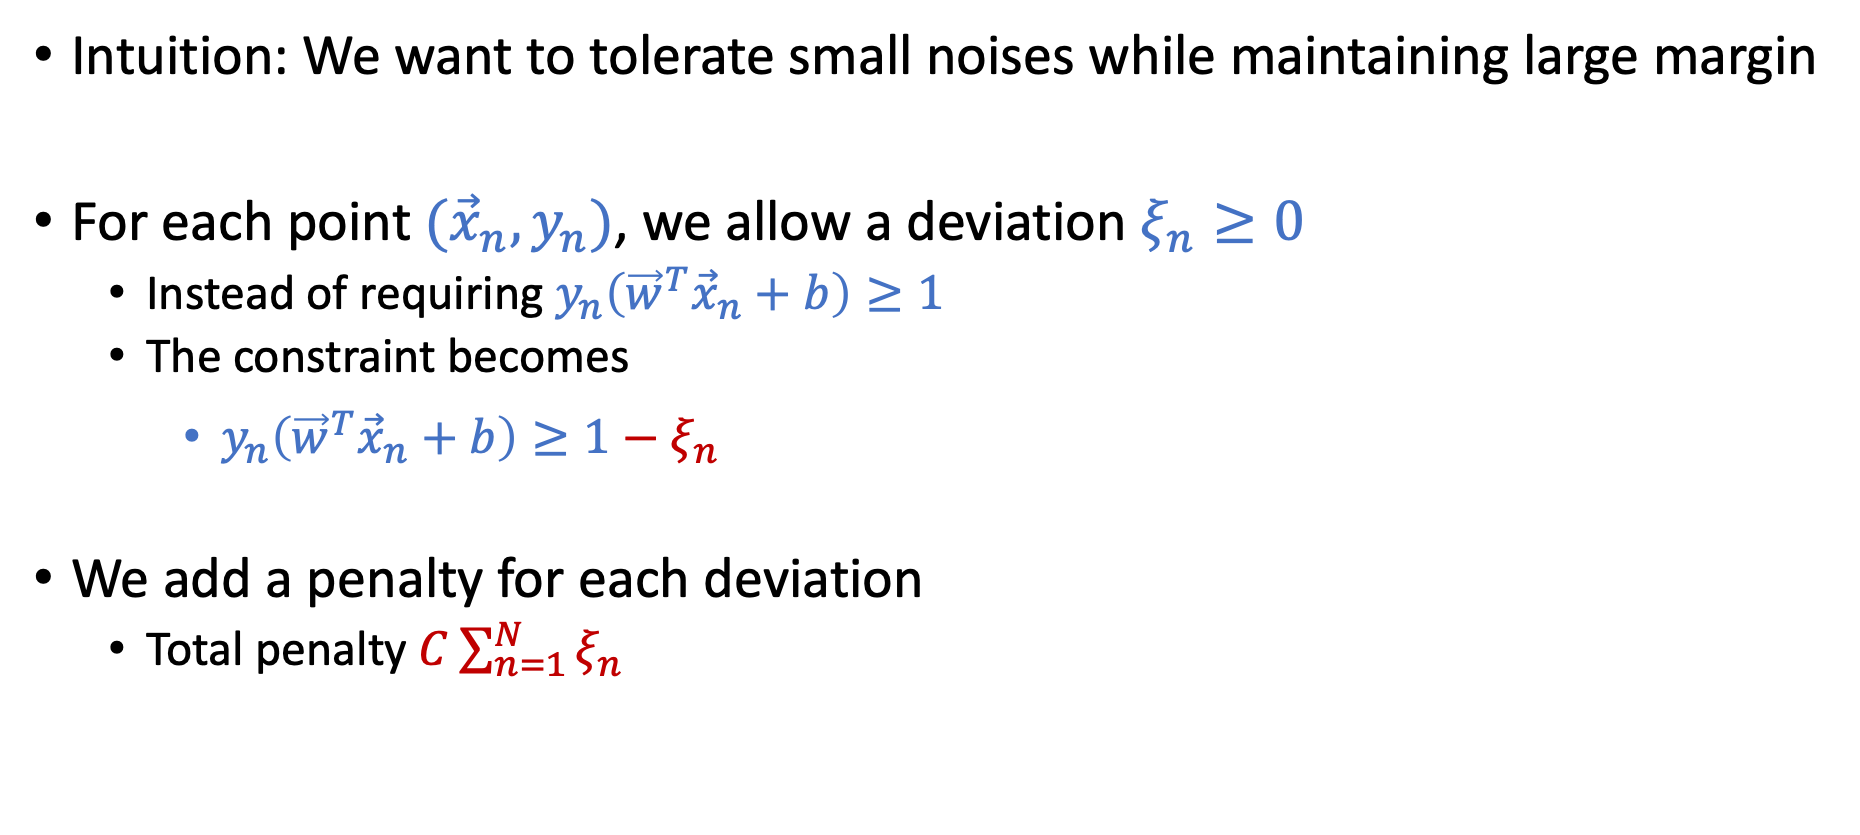 • Intuition: We want to tolerate small noises while maintaining large margin
• For each point (x⃗ₙ, yₙ), we allow a deviation ξₙ ≥ 0
• Instead of requiring yₙ(w⃗ᵀx⃗ₙ + b) ≥ 1
• The constraint becomes
• yₙ(w⃗ᵀx⃗ₙ + b) ≥ 1 − ξₙ
• We add a penalty for each deviation
• Total penalty C ∑ₙ₌₁ᴺ ξₙ